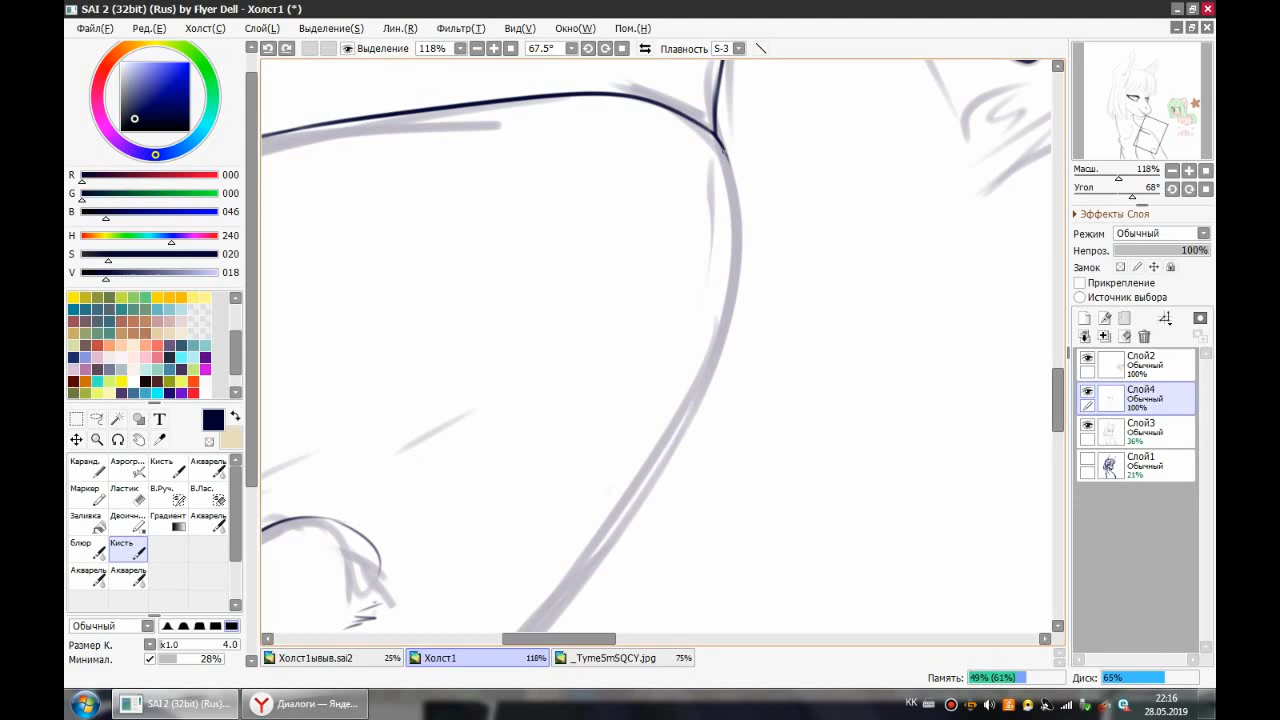 SAI 2 (32bit) (Rus) by Flyer Dell - Холст1 (*)
Файл(F) Ред.(E) Холст(C) Слой(L) Выделение(S) Лин.(R) Фильтр(T) Вид(V) Окно(W) Пом.(H)
Выделение 118% 67.5° Плавность S-3
R 000
G 000
B 046
H 240
S 020
V 018
T
Каранд. Аэрогр... Кисть Акварель
Маркер Ластик В.Руч. В.Лас.
Заливка Двоичн... Градиент Акварель
блюр Кисть
Акварель Акварель
Обычный
Размер К. x1.0 4.0
Минимал. 28%
Масш. 118%
Угол 68°
Эффекты Слоя
Режим Обычный
Непроз. 100%
Замок
Прикрепление
Источник выбора
Слой2
Обычный
100%
Слой4
Обычный
100%
Слой3
Обычный
36%
Слой1
Обычный
21%
Холст1ывыв.sai2 25% Холст1 118% _Tyme5mSQCY.jpg 75%
Память: 49% (61%) Диск: 65%
SAI 2 (32bit) (Rus)... Диалоги — Янде...
KK 22:16
28.05.2019